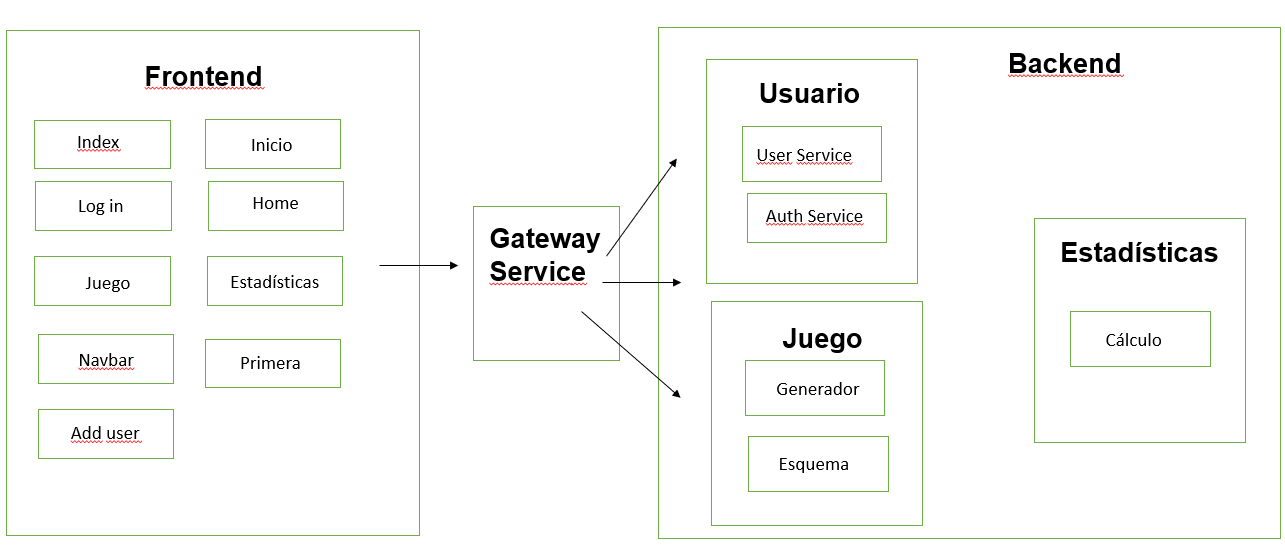 Frontend
Index
Inicio
Log in
Home
Juego
Estadísticas
Navbar
Primera
Add user
Gateway
Service
Backend
Usuario
User Service
Auth Service
Juego
Generador
Esquema
Estadísticas
Cálculo